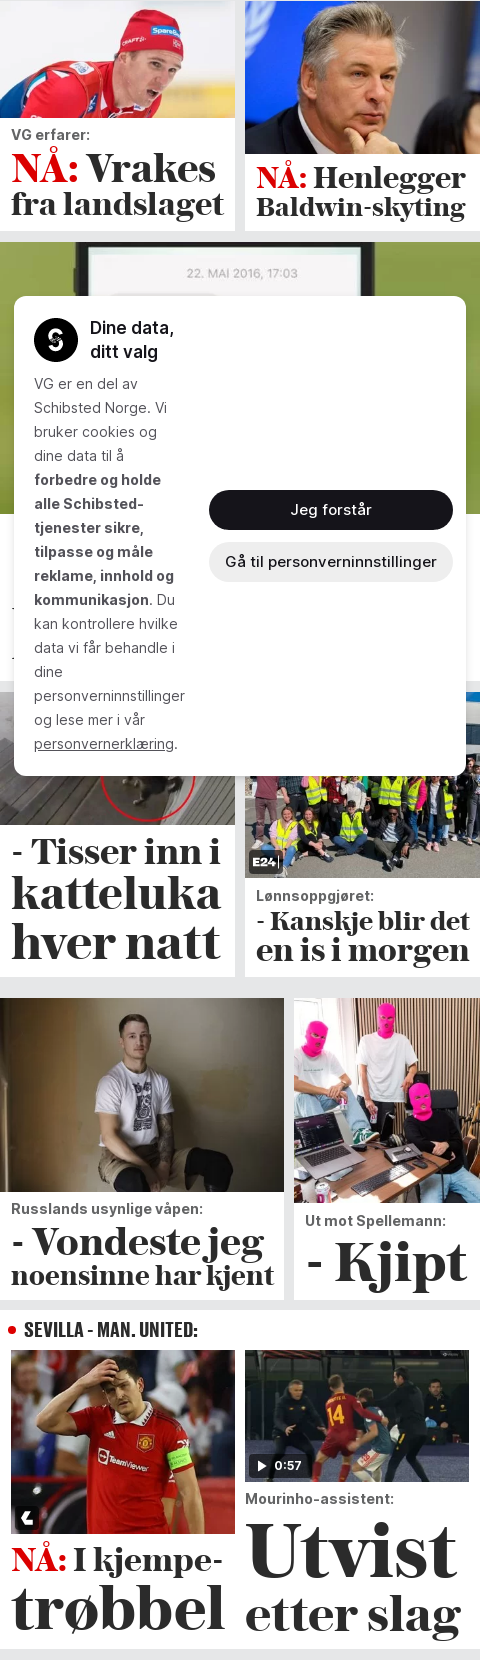 VG erfarer:
NÅ: Vrakes
fra landslaget
NÅ: Henlegger
Baldwin-skyting
22. MAI 2016, 17:03
Dine data,
ditt valg
VG er en del av
Schibsted Norge. Vi
bruker cookies og
dine data til å
forbedre og holde
alle Schibsted-
tjenester sikre,
tilpasse og måle
reklame, innhold og
kommunikasjon. Du
kan kontrollere hvilke
data vi får behandle i
dine
personverninnstillinger
og lese mer i vår
personvernerklæring.
Jeg forstår
Gå til personverninnstillinger
- Tisser inn i
katteluka
hver natt
E24
Lønnsoppgjøret:
- Kanskje blir det
en is i morgen
Russlands usynlige våpen:
- Vondeste jeg
noensinne har kjent
Ut mot Spellemann:
- Kjipt
SEVILLA - MAN. UNITED:
TeamViewer
NÅ: I kjempe-
trøbbel
14
0:57
Mourinho-assistent:
Utvist
etter slag